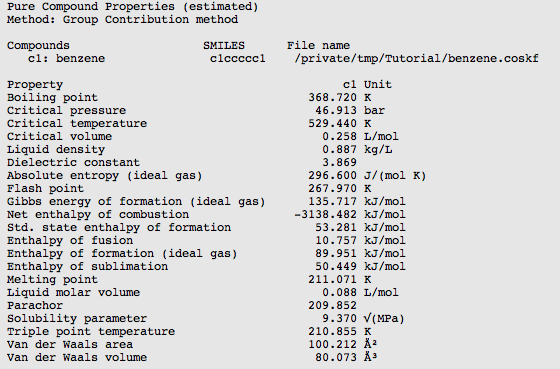 Pure Compound Properties (estimated)
Method: Group Contribution method
Compounds SMILES File name
c1: benzene c1ccccc1 /private/tmp/Tutorial/benzene.coskf
Property c1 Unit
Boiling point 368.720 K
Critical pressure 46.913 bar
Critical temperature 529.440 K
Critical volume 0.258 L/mol
Liquid density 0.887 kg/L
Dielectric constant 3.869
Absolute entropy (ideal gas) 296.600 J/(mol K)
Flash point 267.970 K
Gibbs energy of formation (ideal gas) 135.717 kJ/mol
Net enthalpy of combustion -3138.482 kJ/mol
Std. state enthalpy of formation 53.281 kJ/mol
Enthalpy of fusion 10.757 kJ/mol
Enthalpy of formation (ideal gas) 89.951 kJ/mol
Enthalpy of sublimation 50.449 kJ/mol
Melting point 211.071 K
Liquid molar volume 0.088 L/mol
Parachor 209.852
Solubility parameter 9.370 √(MPa)
Triple point temperature 210.855 K
Van der Waals area 100.212 Å²
Van der Waals volume 80.073 Å³